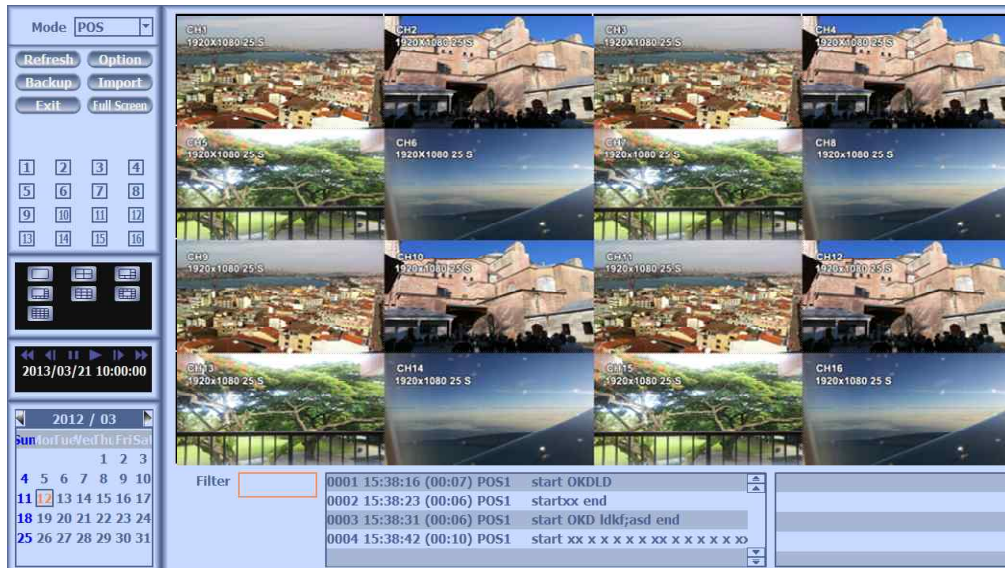 Mode POS
Refresh Option
Backup Import
Exit Full Screen
1 2 3 4
5 6 7 8
9 10 11 12
13 14 15 16
2013/03/21 10:00:00
2012 / 03
Sun Mon Tue Wed Thu Fri Sat
1 2 3
4 5 6 7 8 9 10
11 12 13 14 15 16 17
18 19 20 21 22 23 24
25 26 27 28 29 30 31
CH1 CH2 CH3 CH4
1920X1080 25 S 1920X1080 25 S 1920X1080 25 S 1920X1080 25 S
CH5 CH6 CH7 CH8
1920X1080 25 S 1920X1080 25 S 1920x1080 25 S 1920x1080 25 S
CH9 CH10 CH11 CH12
1920x1080 25 S 1920x1080 25 S 1920x1080 25 S 1920x1080 25 S
CH13 CH14 CH15 CH16
1920x1080 25 S 1920x1080 25 S 1920x1080 25 S 1920x1080 25 S
Filter
0001 15:38:16 (00:07) POS1 start OKDLD
0002 15:38:23 (00:06) POS1 startxx end
0003 15:38:31 (00:06) POS1 start OKD ldkf;asd end
0004 15:38:42 (00:10) POS1 start xx x x x x x xx x x x x x xx